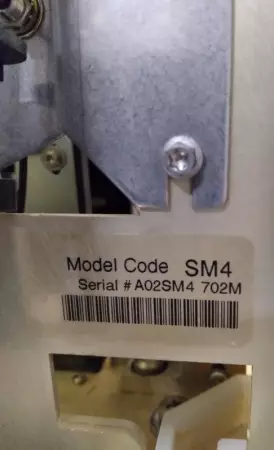 Model Code SM4
Serial # A02SM4 702M